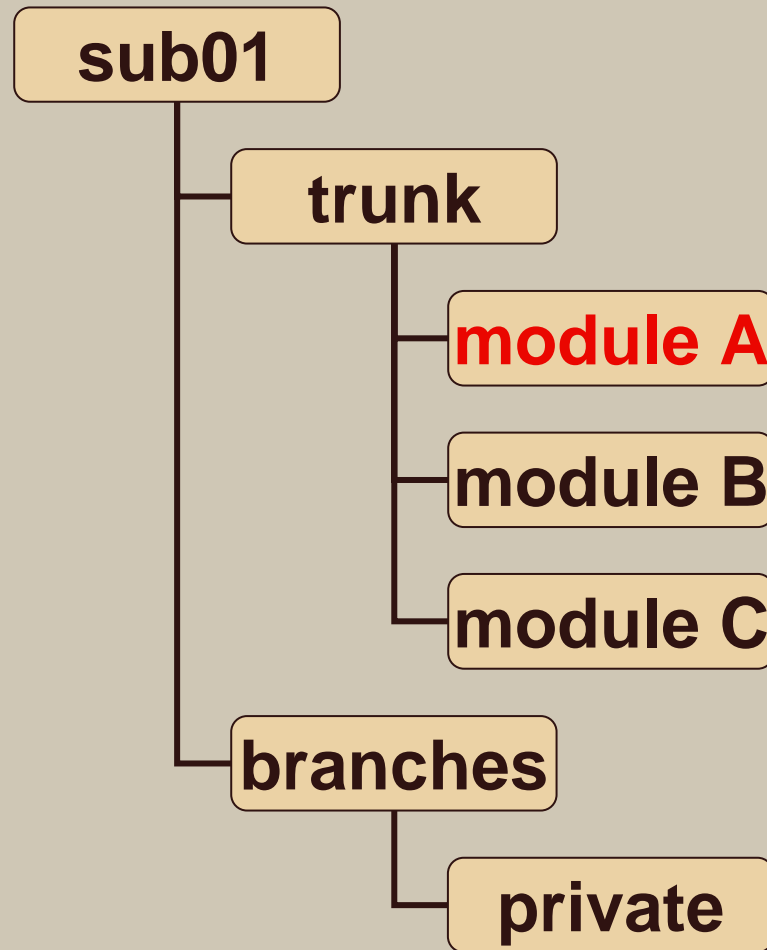 sub01
trunk
module A
module B
module C
branches
private